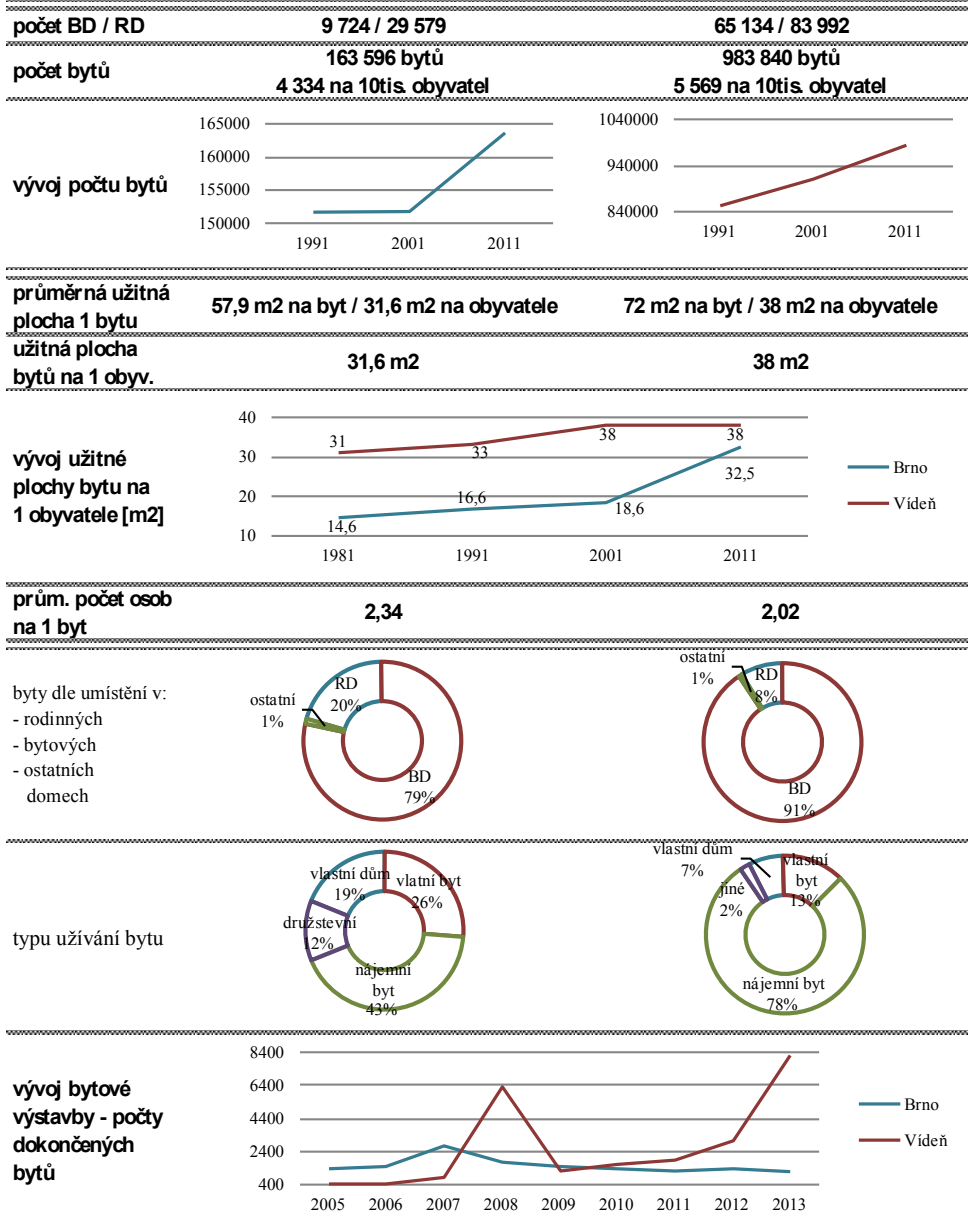 počet BD / RD 9 724 / 29 579 65 134 / 83 992
počet bytů
163 596 bytů 983 840 bytů
4 334 na 10tis. obyvatel 5 569 na 10tis. obyvatel
vývoj počtu bytů
165000
160000
155000
150000
1991 2001 2011
1040000
940000
840000
1991 2001 2011
průměrná užitná
plocha 1 bytu
57,9 m2 na byt / 31,6 m2 na obyvatele 72 m2 na byt / 38 m2 na obyvatele
užitná plocha
bytů na 1 obyv.
31,6 m2 38 m2
vývoj užitné
plochy bytu na
1 obyvatele [m2]
40
30
20
10
31 33 38 38
14,6 16,6 18,6 32,5
1981 1991 2001 2011
Brno
Vídeň
prům. počet osob
na 1 byt
2,34 2,02
byty dle umístění v:
- rodinných
- bytových
- ostatních
domech
ostatní
1%
RD
20%
BD
79%
ostatní
1%
RD
8%
BD
91%
typu užívání bytu
vlastní dům
19%
vlatní byt
26%
družstevní
12%
nájemní
byt
43%
vlastní dům
7%
vlastní
byt
13%
jiné
2%
nájemní byt
78%
vývoj bytové
výstavby - počty
dokončených
bytů
8400
6400
4400
2400
400
2005 2006 2007 2008 2009 2010 2011 2012 2013
Brno
Vídeň